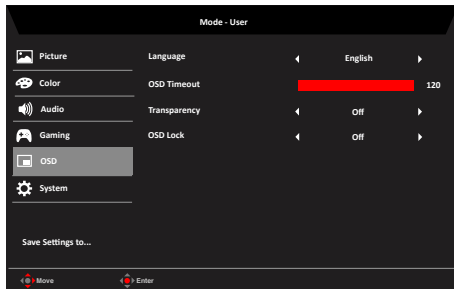 Mode - User
Picture
Language English
Color
OSD Timeout 120
Audio
Transparency Off
Gaming
OSD Lock Off
OSD
System
Save Settings to...
Move Enter